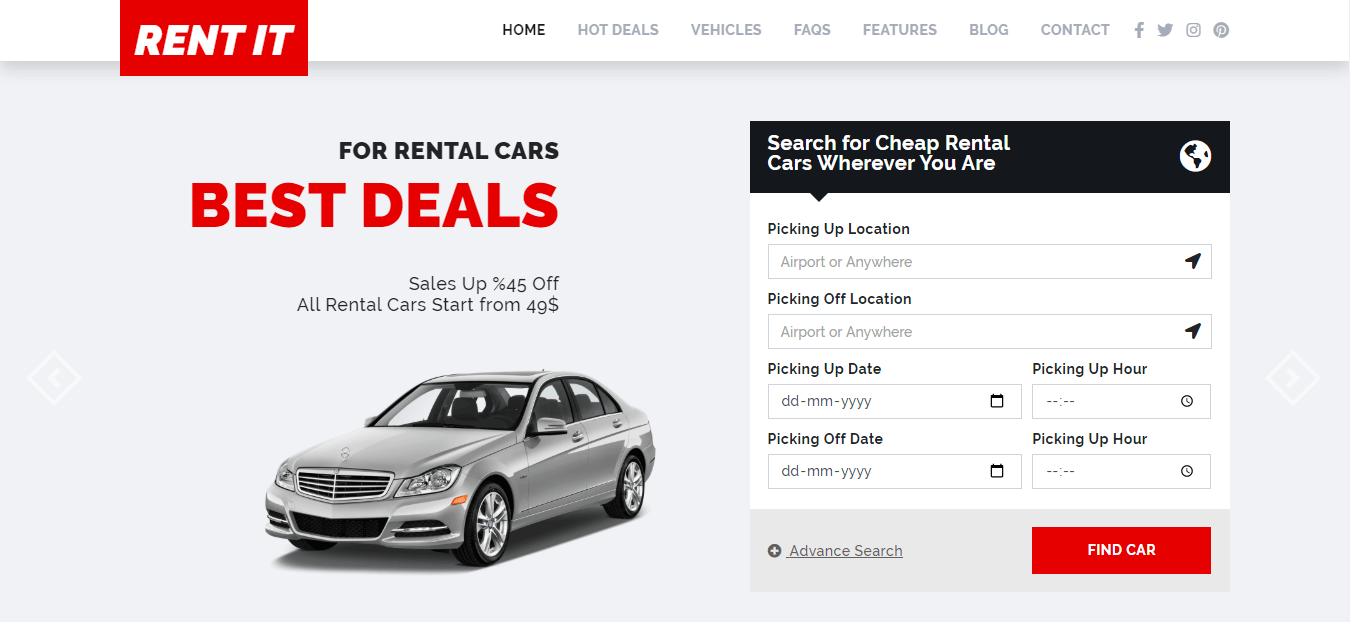 RENT IT
HOME HOT DEALS VEHICLES FAQS FEATURES BLOG CONTACT
FOR RENTAL CARS
BEST DEALS
Sales Up %45 Off
All Rental Cars Start from 49$
Search for Cheap Rental
Cars Wherever You Are
Picking Up Location
Airport or Anywhere
Picking Off Location
Airport or Anywhere
Picking Up Date Picking Up Hour
dd-mm-yyyy --:--
Picking Off Date Picking Up Hour
dd-mm-yyyy --:--
Advance Search FIND CAR